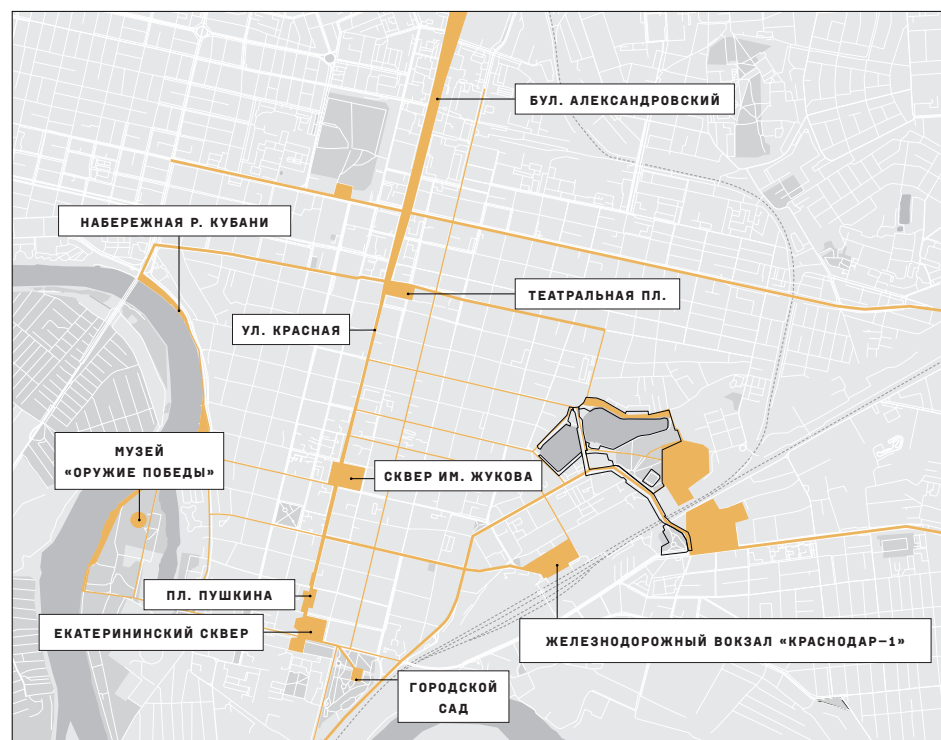 БУЛ. АЛЕКСАНДРОВСКИЙ
НАБЕРЕЖНАЯ Р. КУБАНИ
ТЕАТРАЛЬНАЯ ПЛ.
УЛ. КРАСНАЯ
МУЗЕЙ
«ОРУЖИЕ ПОБЕДЫ»
СКВЕР ИМ. ЖУКОВА
ПЛ. ПУШКИНА
ЕКАТЕРИНИНСКИЙ СКВЕР
ЖЕЛЕЗНОДОРОЖНЫЙ ВОКЗАЛ «КРАСНОДАР–1»
ГОРОДСКОЙ
САД